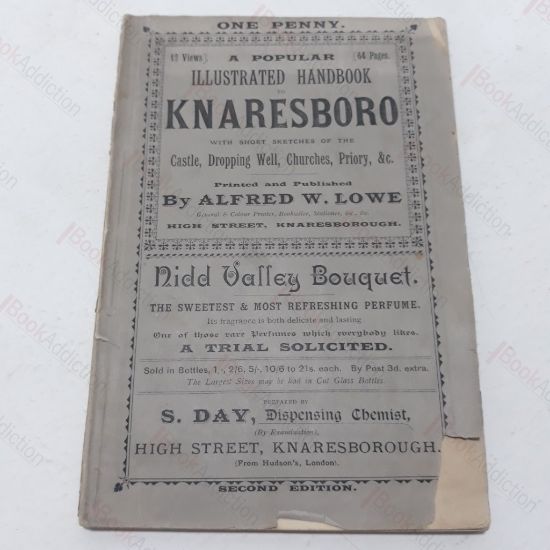 ONE PENNY.
A POPULAR
64 Pages.
ILLUSTRATED HANDBOOK
TO
KNARESBORO
WITH SHORT SKETCHES OF THE
Castle, Dropping Well, Churches, Priory, &c.
Printed and Published
By ALFRED W. LOWE
General & Colour Printer, Bookseller, Stationer, &c., &c.
HIGH STREET, KNARESBOROUGH.
Nidd Valley Bouquet.
THE SWEETEST & MOST REFRESHING PERFUME.
Its fragrance is both delicate and lasting
One of those rare Perfumes which everybody likes.
A TRIAL SOLICITED.
Sold in Bottles, 1/-, 2/6, 5/-, 10/6 to 21s. each. By Post 3d. extra.
The Largest Sizes may be had in Cut Glass Bottles.
PREPARED BY
S. DAY, Dispensing Chemist,
(By Examination),
HIGH STREET, KNARESBOROUGH.
(From Hudson's, London).
SECOND EDITION.
BookAddiction